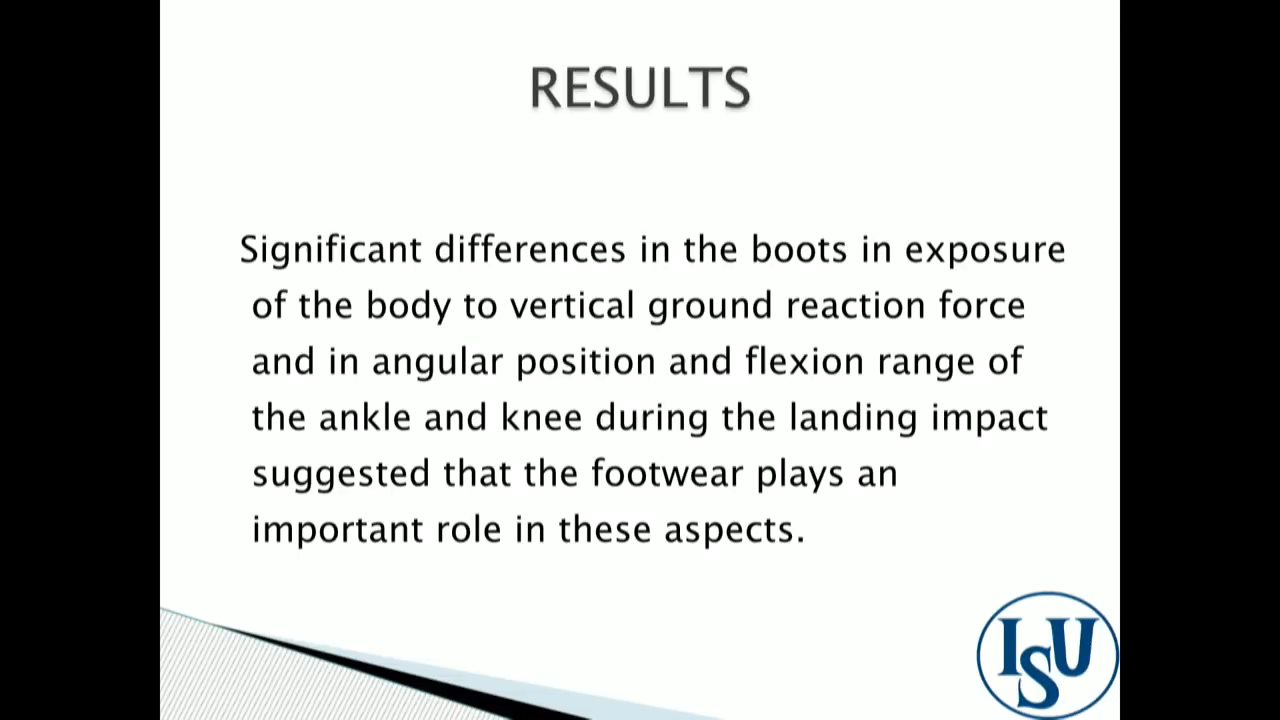 RESULTS
Significant differences in the boots in exposure
of the body to vertical ground reaction force
and in angular position and flexion range of
the ankle and knee during the landing impact
suggested that the footwear plays an
important role in these aspects.
ISU